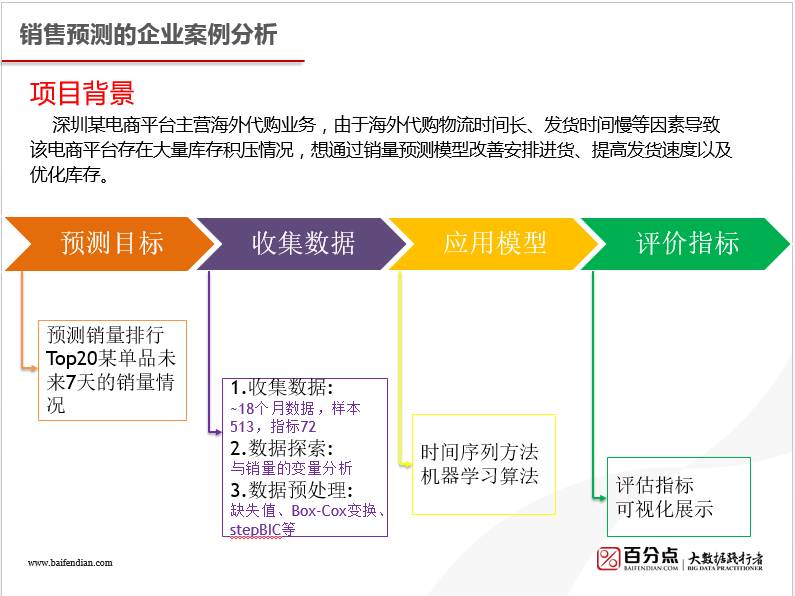 销售预测的企业案例分析
项目背景
深圳某电商平台主营海外代购业务，由于海外代购物流时间长、发货时间慢等因素导致
该电商平台存在大量库存积压情况，想通过销量预测模型改善安排进货、提高发货速度以及
优化库存。
预测目标
收集数据
应用模型
评价指标
预测销量排行
Top20某单品未
来7天的销量情
况
1.收集数据:
~18个月数据，样本
513，指标72
2.数据探索:
与销量的变量分析
3.数据预处理:
缺失值、Box-Cox变换、
stepBIC等
时间序列方法
机器学习算法
评估指标
可视化展示
www.baifendian.com
百分点
BAIFENDIAN.COM
大数据践行者
BIG DATA PRACTITIONER